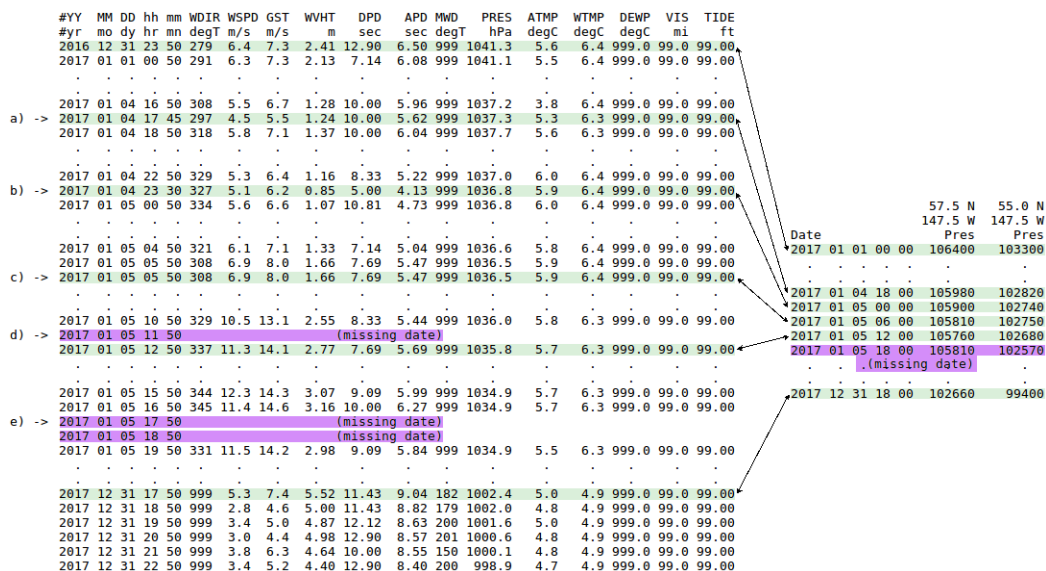 #YY MM DD hh mm WDIR WSPD GST WVHT DPD APD MWD PRES ATMP WTMP DEWP VIS TIDE
#yr mo dy hr mn degT m/s m/s m sec sec degT hPa degC degC degC mi ft
2016 12 31 23 50 279 6.4 7.3 2.41 12.90 6.50 999 1041.3 5.6 6.4 999.0 99.0 99.00
2017 01 01 00 50 291 6.3 7.3 2.13 7.14 6.08 999 1041.1 5.5 6.4 999.0 99.0 99.00
. . . . . . . . . . . . . . . . . .
2017 01 04 16 50 308 5.5 6.7 1.28 10.00 5.96 999 1037.2 3.8 6.4 999.0 99.0 99.00
a) -> 2017 01 04 17 45 297 4.5 5.5 1.24 10.00 5.62 999 1037.3 5.3 6.3 999.0 99.0 99.00
2017 01 04 18 50 318 5.8 7.1 1.37 10.00 6.04 999 1037.7 5.6 6.3 999.0 99.0 99.00
. . . . . . . . . . . . . . . . . .
2017 01 04 22 50 329 5.3 6.4 1.16 8.33 5.22 999 1037.0 6.0 6.4 999.0 99.0 99.00
b) -> 2017 01 04 23 30 327 5.1 6.2 0.85 5.00 4.13 999 1036.8 5.9 6.4 999.0 99.0 99.00
2017 01 05 00 50 334 5.6 6.6 1.07 10.81 4.73 999 1036.8 6.0 6.4 999.0 99.0 99.00
. . . . . . . . . . . . . . . . . .
2017 01 05 04 50 321 6.1 7.1 1.33 7.14 5.04 999 1036.6 5.8 6.4 999.0 99.0 99.00
2017 01 05 05 50 308 6.9 8.0 1.66 7.69 5.47 999 1036.5 5.9 6.4 999.0 99.0 99.00
c) -> 2017 01 05 05 50 308 6.9 8.0 1.66 7.69 5.47 999 1036.5 5.9 6.4 999.0 99.0 99.00
. . . . . . . . . . . . . . . . . .
2017 01 05 10 50 329 10.5 13.1 2.55 8.33 5.44 999 1036.0 5.8 6.3 999.0 99.0 99.00
d) -> 2017 01 05 11 50 (missing date)
2017 01 05 12 50 337 11.3 14.1 2.77 7.69 5.69 999 1035.8 5.7 6.3 999.0 99.0 99.00
. . . . . . . . . . . . . . . . . .
2017 01 05 15 50 344 12.3 14.3 3.07 9.09 5.99 999 1034.9 5.7 6.3 999.0 99.0 99.00
2017 01 05 16 50 345 11.4 14.6 3.16 10.00 6.27 999 1034.9 5.7 6.3 999.0 99.0 99.00
e) -> 2017 01 05 17 50 (missing date)
2017 01 05 18 50 (missing date)
2017 01 05 19 50 331 11.5 14.2 2.98 9.09 5.84 999 1034.9 5.5 6.3 999.0 99.0 99.00
. . . . . . . . . . . . . . . . . .
2017 12 31 17 50 999 5.3 7.4 5.52 11.43 9.04 182 1002.4 5.0 4.9 999.0 99.0 99.00
2017 12 31 18 50 999 2.8 4.6 5.00 11.43 8.82 179 1002.0 4.8 4.9 999.0 99.0 99.00
2017 12 31 19 50 999 3.4 5.0 4.87 12.12 8.63 200 1001.6 5.0 4.9 999.0 99.0 99.00
2017 12 31 20 50 999 3.0 4.4 4.98 12.90 8.57 201 1000.6 4.8 4.9 999.0 99.0 99.00
2017 12 31 21 50 999 3.8 6.3 4.64 10.00 8.55 150 1000.1 4.8 4.9 999.0 99.0 99.00
2017 12 31 22 50 999 3.4 5.2 4.40 12.90 8.40 200 998.9 4.7 4.9 999.0 99.0 99.00
57.5 N 55.0 N
147.5 W 147.5 W
Date Pres Pres
2017 01 01 00 00 106400 103300
. . . . . . .
2017 01 04 18 00 105980 102820
2017 01 05 00 00 105900 102740
2017 01 05 06 00 105810 102750
2017 01 05 12 00 105760 102680
2017 01 05 18 00 105810 102570
. . .(missing date) .
. . . . . . .
2017 12 31 18 00 102660 99400